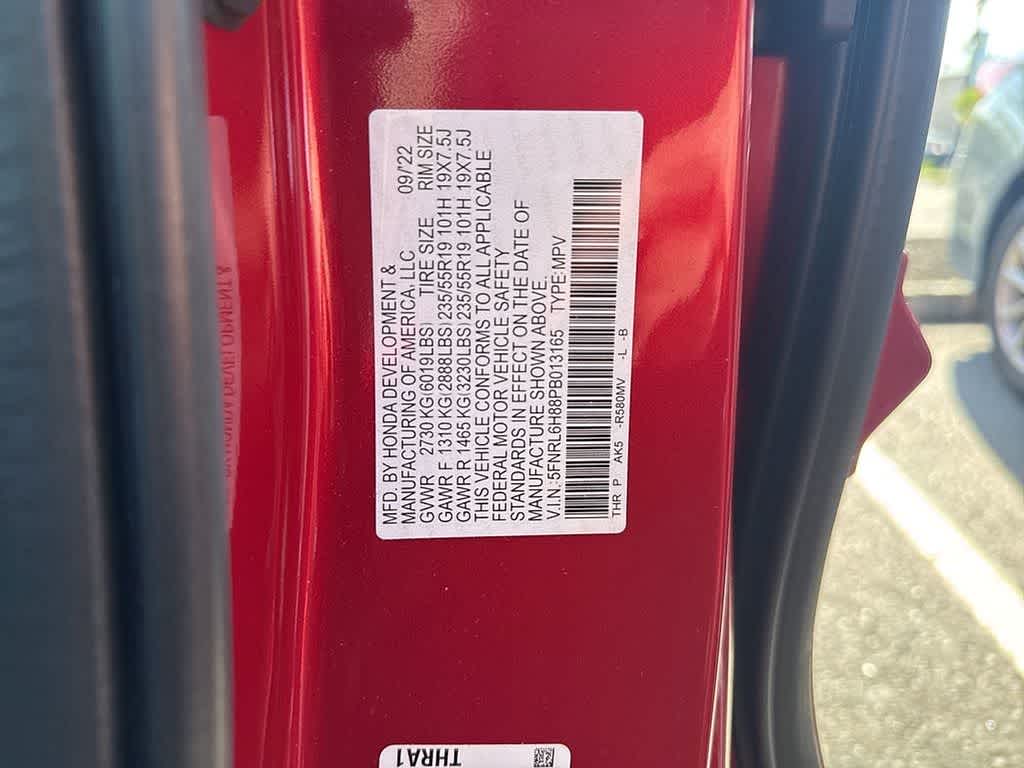 MFD. BY HONDA DEVELOPMENT &
MANUFACTURING OF AMERICA, LLC 09/22
GVWR 2730 KG(6019LBS) TIRE SIZE RIM SIZE
GAWR F 1310 KG(2888LBS)235/55R19 101H 19X7.5J
GAWR R 1465 KG(3230LBS)235/55R19 101H 19X7.5J
THIS VEHICLE CONFORMS TO ALL APPLICABLE
FEDERAL MOTOR VEHICLE SAFETY
STANDARDS IN EFFECT ON THE DATE OF
MANUFACTURE SHOWN ABOVE.
V.I.N.:5FNRL6H88PB013165 TYPE:MPV
THR P AK5 -R580MV -L -B
THRA1